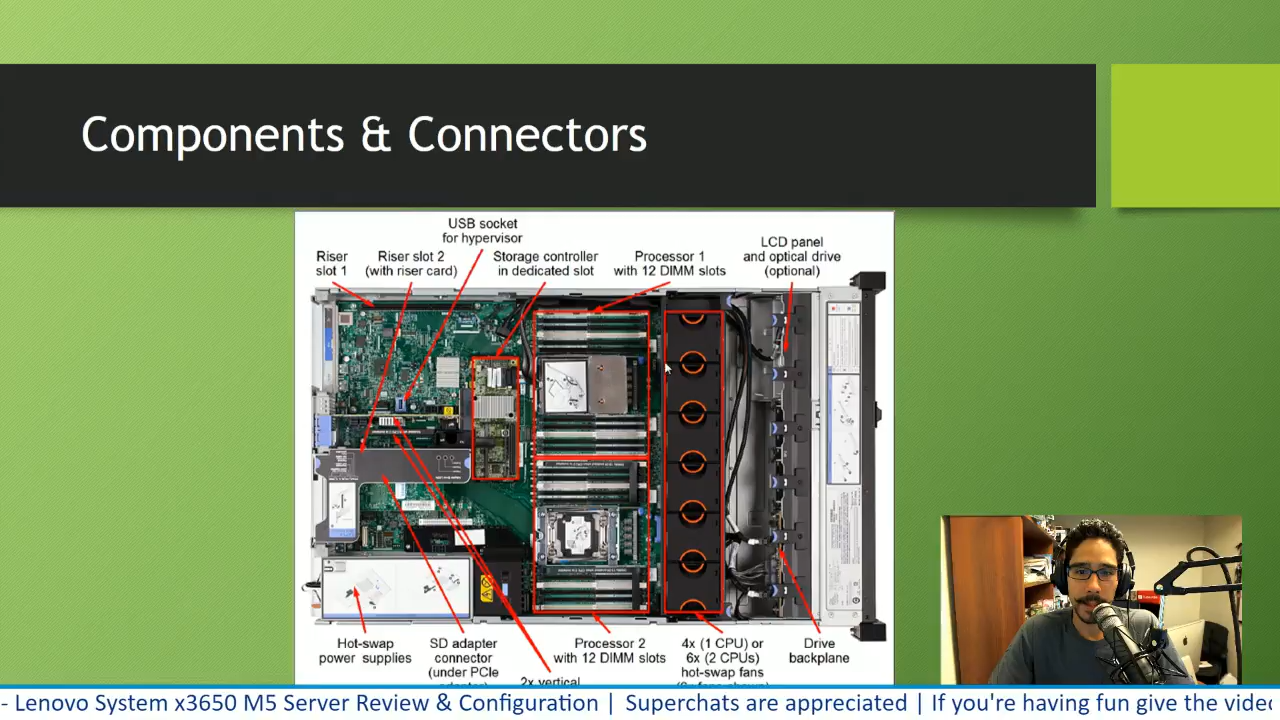 Components & Connectors
USB socket
for hypervisor
Riser
slot 1
Riser slot 2
(with riser card)
Storage controller
in dedicated slot
Processor 1
with 12 DIMM slots
LCD panel
and optical drive
(optional)
Hot-swap
power supplies
SD adapter
connector
(under PCIe
2x vertical
Processor 2
with 12 DIMM slots
4x (1 CPU) or
6x (2 CPUs)
hot-swap fans
Drive
backplane
- Lenovo System x3650 M5 Server Review & Configuration | Superchats are appreciated | If you're having fun give the video